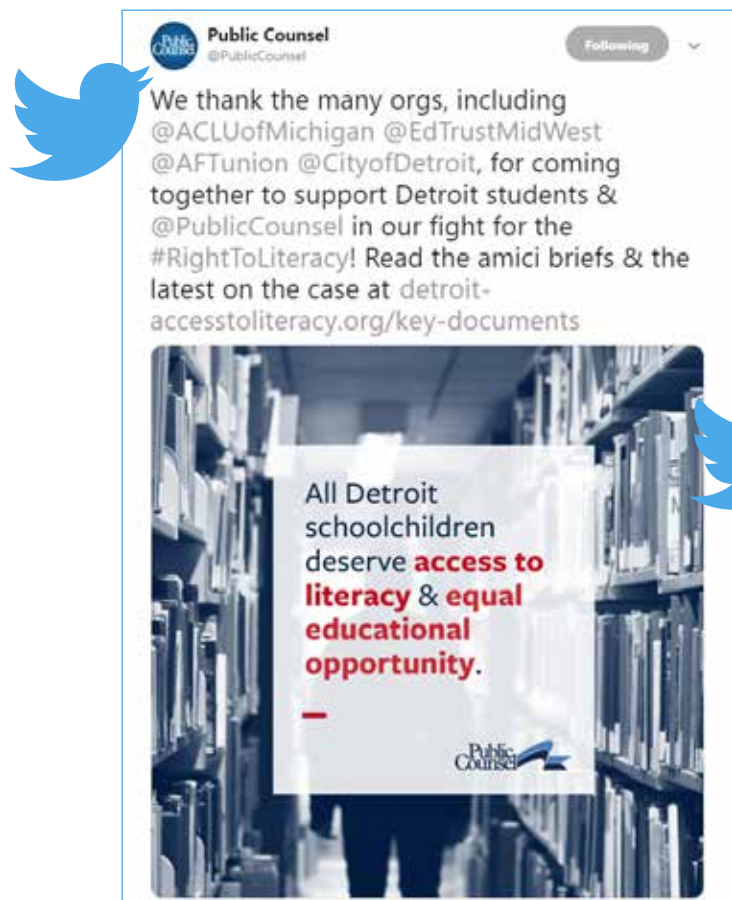 Public Counsel
Public Counsel
@PublicCounsel
Following
We thank the many orgs, including
@ACLUofMichigan @EdTrustMidWest
@AFTunion @CityofDetroit, for coming
together to support Detroit students &
@PublicCounsel in our fight for the
#RightToLiteracy! Read the amici briefs & the
latest on the case at detroit-
accesstoliteracy.org/key-documents
All Detroit
schoolchildren
deserve access to
literacy & equal
educational
opportunity.
Public
Counsel